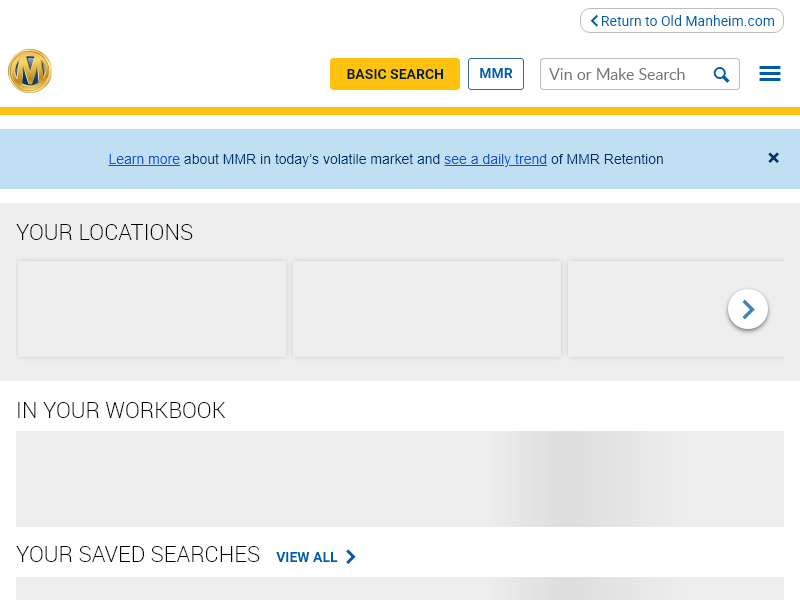 Return to Old Manheim.com
M
BASIC SEARCH
MMR
Vin or Make Search
Learn more about MMR in today's volatile market and see a daily trend of MMR Retention
YOUR LOCATIONS
IN YOUR WORKBOOK
YOUR SAVED SEARCHES
VIEW ALL